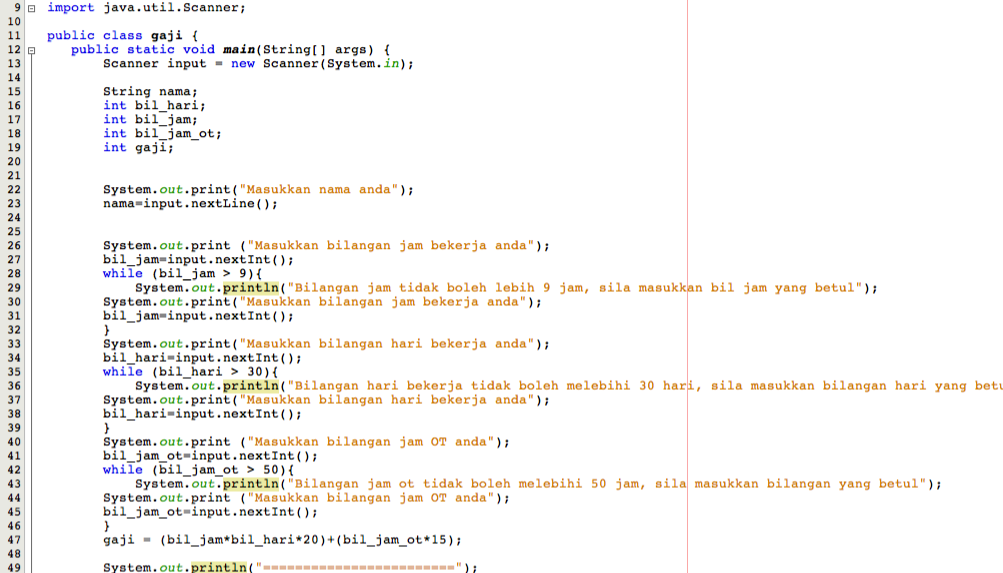 9 import java.util.Scanner;
10
11 public class gaji {
12 public static void main(String[] args) {
13 Scanner input = new Scanner(System.in);
14
15 String nama;
16 int bil_hari;
17 int bil_jam;
18 int bil_jam_ot;
19 int gaji;
20
21
22 System.out.print("Masukkan nama anda");
23 nama=input.nextLine();
24
25
26 System.out.print ("Masukkan bilangan jam bekerja anda");
27 bil_jam=input.nextInt();
28 while (bil_jam > 9){
29 System.out.println("Bilangan jam tidak boleh lebih 9 jam, sila masukkan bil jam yang betul");
30 System.out.print("Masukkan bilangan jam bekerja anda");
31 bil_jam=input.nextInt();
32 }
33 System.out.print("Masukkan bilangan hari bekerja anda");
34 bil_hari=input.nextInt();
35 while (bil_hari > 30){
36 System.out.println("Bilangan hari bekerja tidak boleh melebihi 30 hari, sila masukkan bilangan hari yang betu
37 System.out.print("Masukkan bilangan hari bekerja anda");
38 bil_hari=input.nextInt();
39 }
40 System.out.print ("Masukkan bilangan jam OT anda");
41 bil_jam_ot=input.nextInt();
42 while (bil_jam_ot > 50){
43 System.out.println("Bilangan jam ot tidak boleh melebihi 50 jam, sila masukkan bilangan yang betul");
44 System.out.print ("Masukkan bilangan jam OT anda");
45 bil_jam_ot=input.nextInt();
46 }
47 gaji = (bil_jam*bil_hari*20)+(bil_jam_ot*15);
48
49 System.out.println("========================");